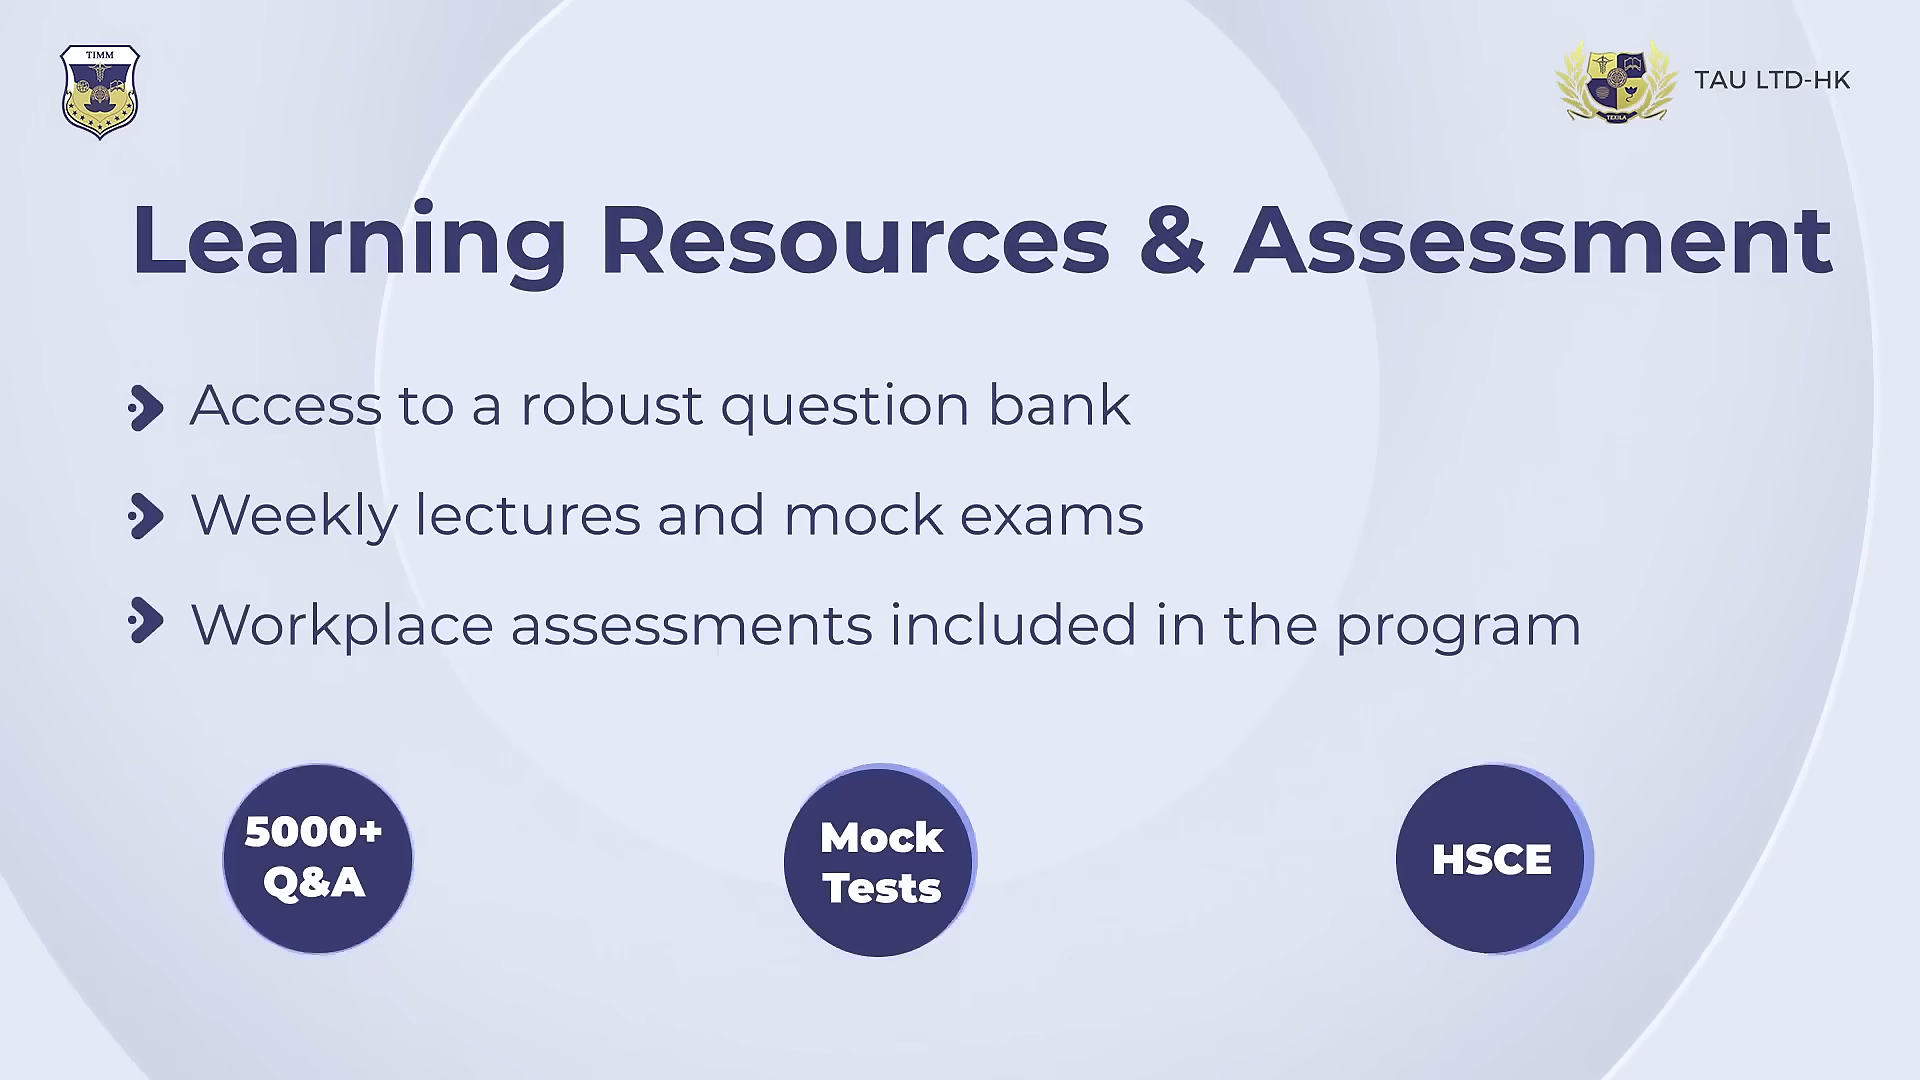 TIMM
TEXILA
TAU LTD-HK
Learning Resources & Assessment
Access to a robust question bank
Weekly lectures and mock exams
Workplace assessments included in the program
5000+
Q&A
Mock
Tests
HSCE